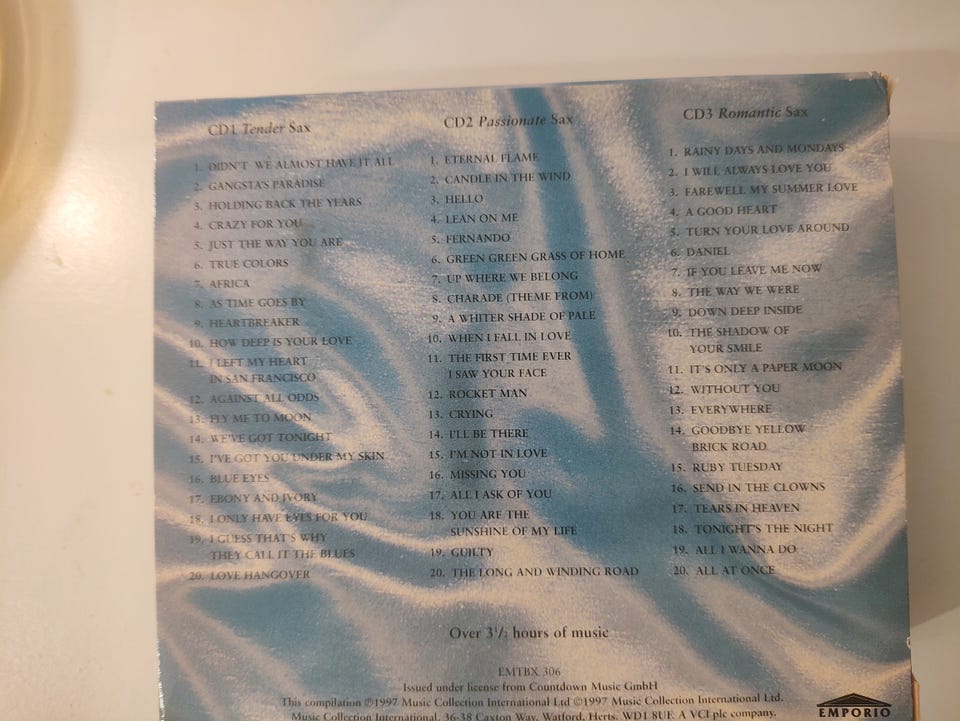 CD1 Tender Sax
1. DIDN'T WE ALMOST HAVE IT ALL
2. GANGSTA'S PARADISE
3. HOLDING BACK THE YEARS
4. CRAZY FOR YOU
5. JUST THE WAY YOU ARE
6. TRUE COLORS
7. AFRICA
8. AS TIME GOES BY
9. HEARTBREAKER
10. HOW DEEP IS YOUR LOVE
11. I LEFT MY HEART
IN SAN FRANCISCO
12. AGAINST ALL ODDS
13. FLY ME TO MOON
14. WE'VE GOT TONIGHT
15. I'VE GOT YOU UNDER MY SKIN
16. BLUE EYES
17. EBONY AND IVORY
18. I ONLY HAVE EYES FOR YOU
19. I GUESS THAT'S WHY
THEY CALL IT THE BLUES
20. LOVE HANGOVER
CD2 Passionate Sax
1. ETERNAL FLAME
2. CANDLE IN THE WIND
3. HELLO
4. LEAN ON ME
5. FERNANDO
6. GREEN GREEN GRASS OF HOME
7. UP WHERE WE BELONG
8. CHARADE (THEME FROM)
9. A WHITER SHADE OF PALE
10. WHEN I FALL IN LOVE
11. THE FIRST TIME EVER
I SAW YOUR FACE
12. ROCKET MAN
13. CRYING
14. I'LL BE THERE
15. I'M NOT IN LOVE
16. MISSING YOU
17. ALL I ASK OF YOU
18. YOU ARE THE
SUNSHINE OF MY LIFE
19. GUILTY
20. THE LONG AND WINDING ROAD
CD3 Romantic Sax
1. RAINY DAYS AND MONDAYS
2. I WILL ALWAYS LOVE YOU
3. FAREWELL MY SUMMER LOVE
4. A GOOD HEART
5. TURN YOUR LOVE AROUND
6. DANIEL
7. IF YOU LEAVE ME NOW
8. THE WAY WE WERE
9. DOWN DEEP INSIDE
10. THE SHADOW OF
YOUR SMILE
11. IT'S ONLY A PAPER MOON
12. WITHOUT YOU
13. EVERYWHERE
14. GOODBYE YELLOW
BRICK ROAD
15. RUBY TUESDAY
16. SEND IN THE CLOWNS
17. TEARS IN HEAVEN
18. TONIGHT'S THE NIGHT
19. ALL I WANNA DO
20. ALL AT ONCE
Over 3 1/2 hours of music
EMTBX 306
Issued under license from Countdown Music GmbH
This compilation ℗1997 Music Collection International Ltd ©1997 Music Collection International Ltd.
Music Collection International, 36-38 Caxton Way, Watford, Herts. WD1 8UF. A VCI plc company.
EMPORIO